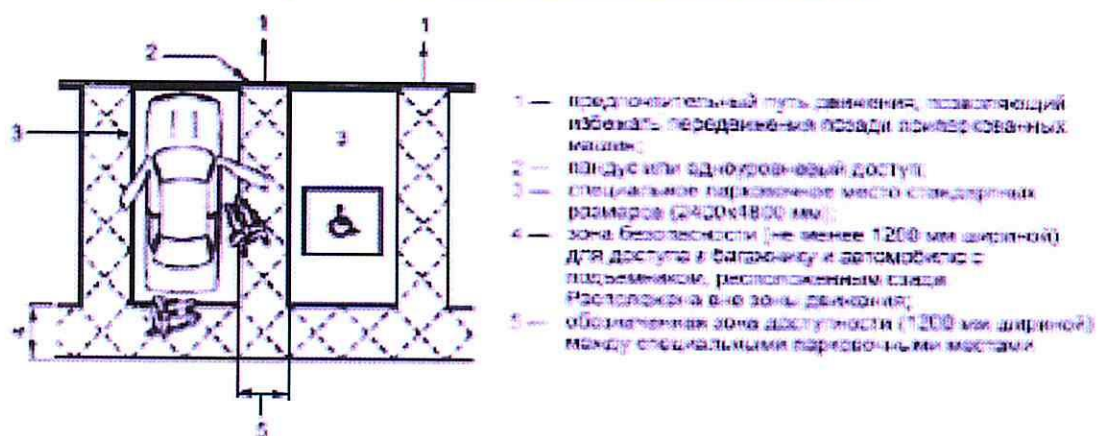 1
1
2
3
3
4
5
1 — предпочтительный путь движения, позволяющий
избежать передвижения позади припаркованных
машин;
2 — пандус или одноуровневый доступ;
3 — специальное парковочное место стандартных
размеров (2400х4800 мм);
4 — зона безопасности (не менее 1200 мм шириной)
для доступа к багажнику и автомобилю с
подъемником, расположенным сзади.
Расположена вне зоны движения;
5 — обозначенная зона доступности (1200 мм шириной)
между специальными парковочными местами